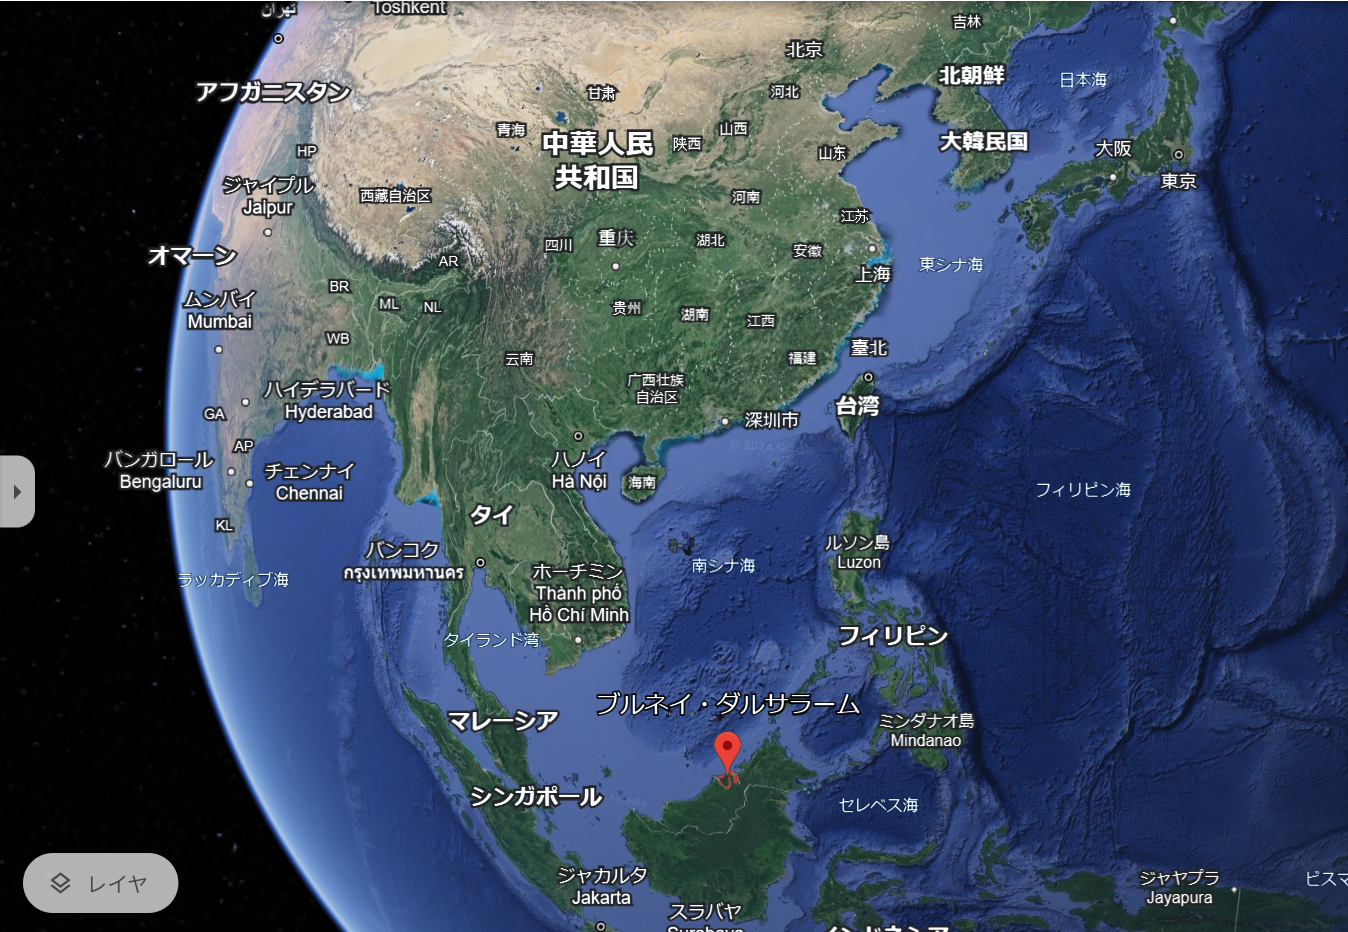 تهران
Toshkent
吉林
北京
アフガニスタン
甘肃
河北
北朝鮮
日本海
青海
中華人民
共和国
陕西
山西
山东
大韓民国
大阪
東京
HP
ジャイプル
Jaipur
西藏自治区
河南
江苏
オマーン
AR
四川
重庆
湖北
安徽
上海
東シナ海
BR
ML
NL
ムンバイ
Mumbai
贵州
湖南
江西
WB
云南
福建
臺北
ハイデラバード
Hyderabad
广西壮族
自治区
台湾
GA
深圳市
AP
バンガロール
Bengaluru
チェンナイ
Chennai
ハノイ
Hà Nội
海南
フィリピン海
KL
タイ
バンコク
กรุงเทพมหานคร
ラッカディブ海
ホーチミン
Thành phố
Hồ Chí Minh
南シナ海
ルソン島
Luzon
タイランド湾
フィリピン
ブルネイ・ダルサラーム
マレーシア
ミンダナオ島
Mindanao
シンガポール
セレベス海
レイヤ
ジャカルタ
Jakarta
ジャヤプラ
Jayapura
ビスマ
スラバヤ
Surabaya
インドネシア